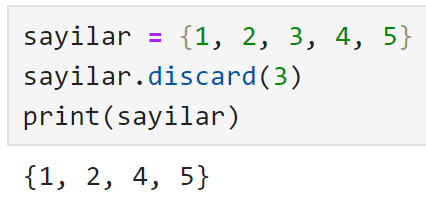 sayilar = {1, 2, 3, 4, 5}
sayilar.discard(3)
print(sayilar)
{1, 2, 4, 5}